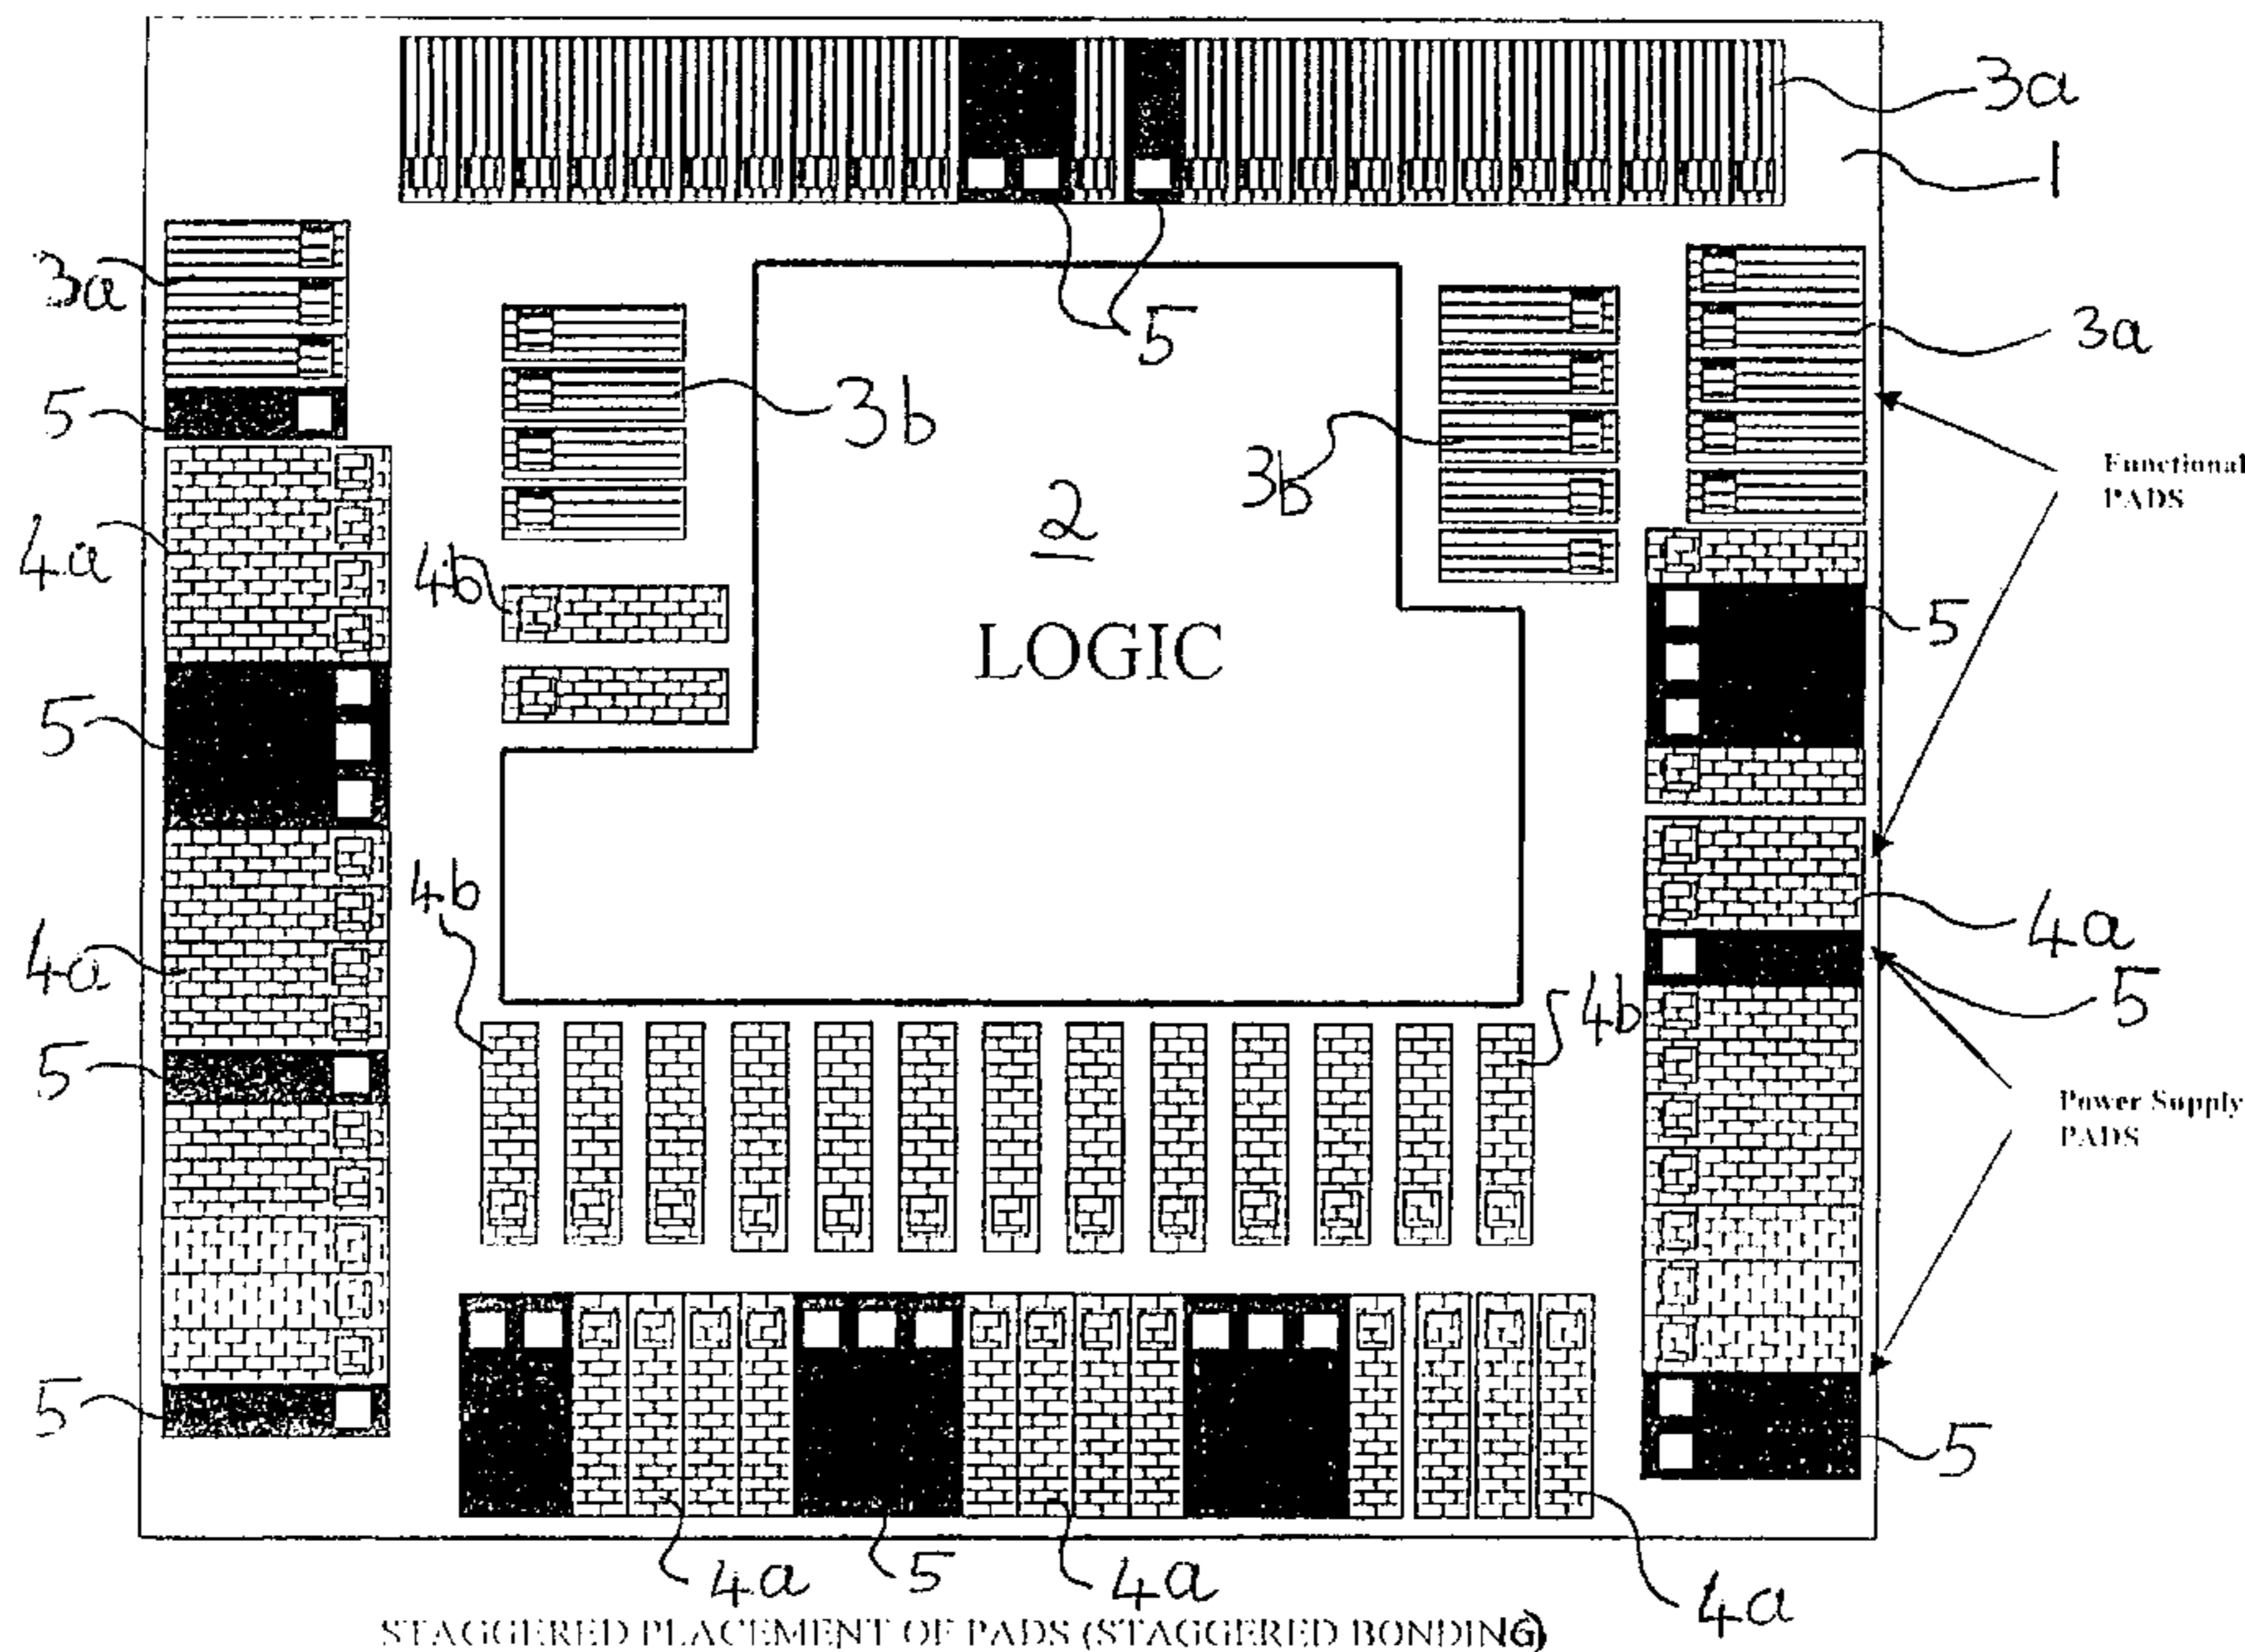 3a
1
3a
5
3a
3b
5
3b
Functional
PADS
2
4a
4b
LOGIC
5
5
4b
4a
4a
5
4b
5
Power Supply
PADS
5
5
4a
5
4a
4a
STAGGERED PLACEMENT OF PADS (STAGGERED BONDING)